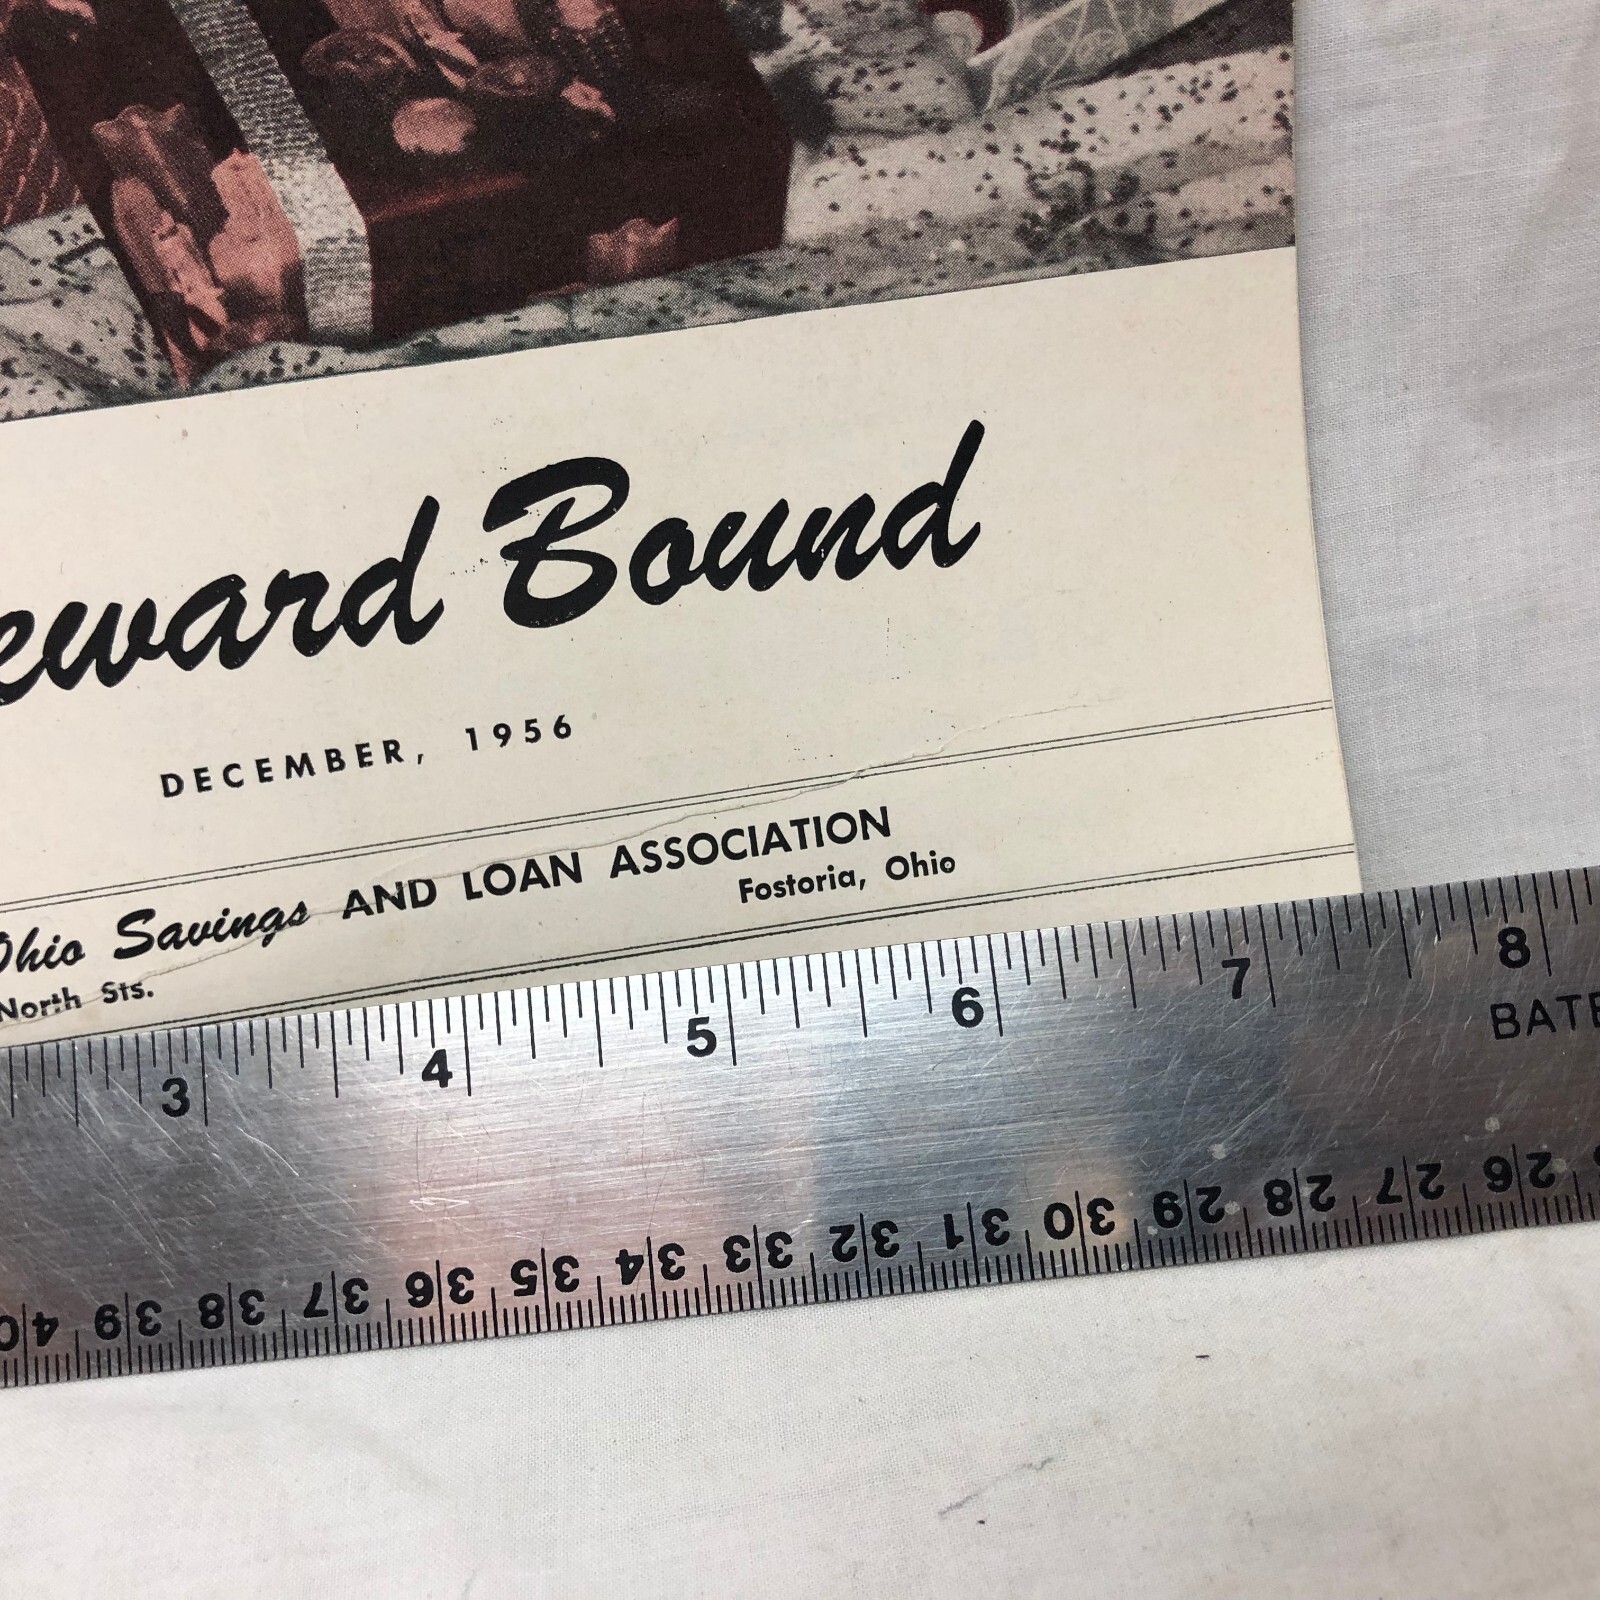 eward Bound
DECEMBER, 1956
Ohio Savings AND LOAN ASSOCIATION
North Sts. Fostoria, Ohio
3 4 5 6 7 8
BATE
40 39 38 37 36 35 34 33 32 31 30 29 28 27 26